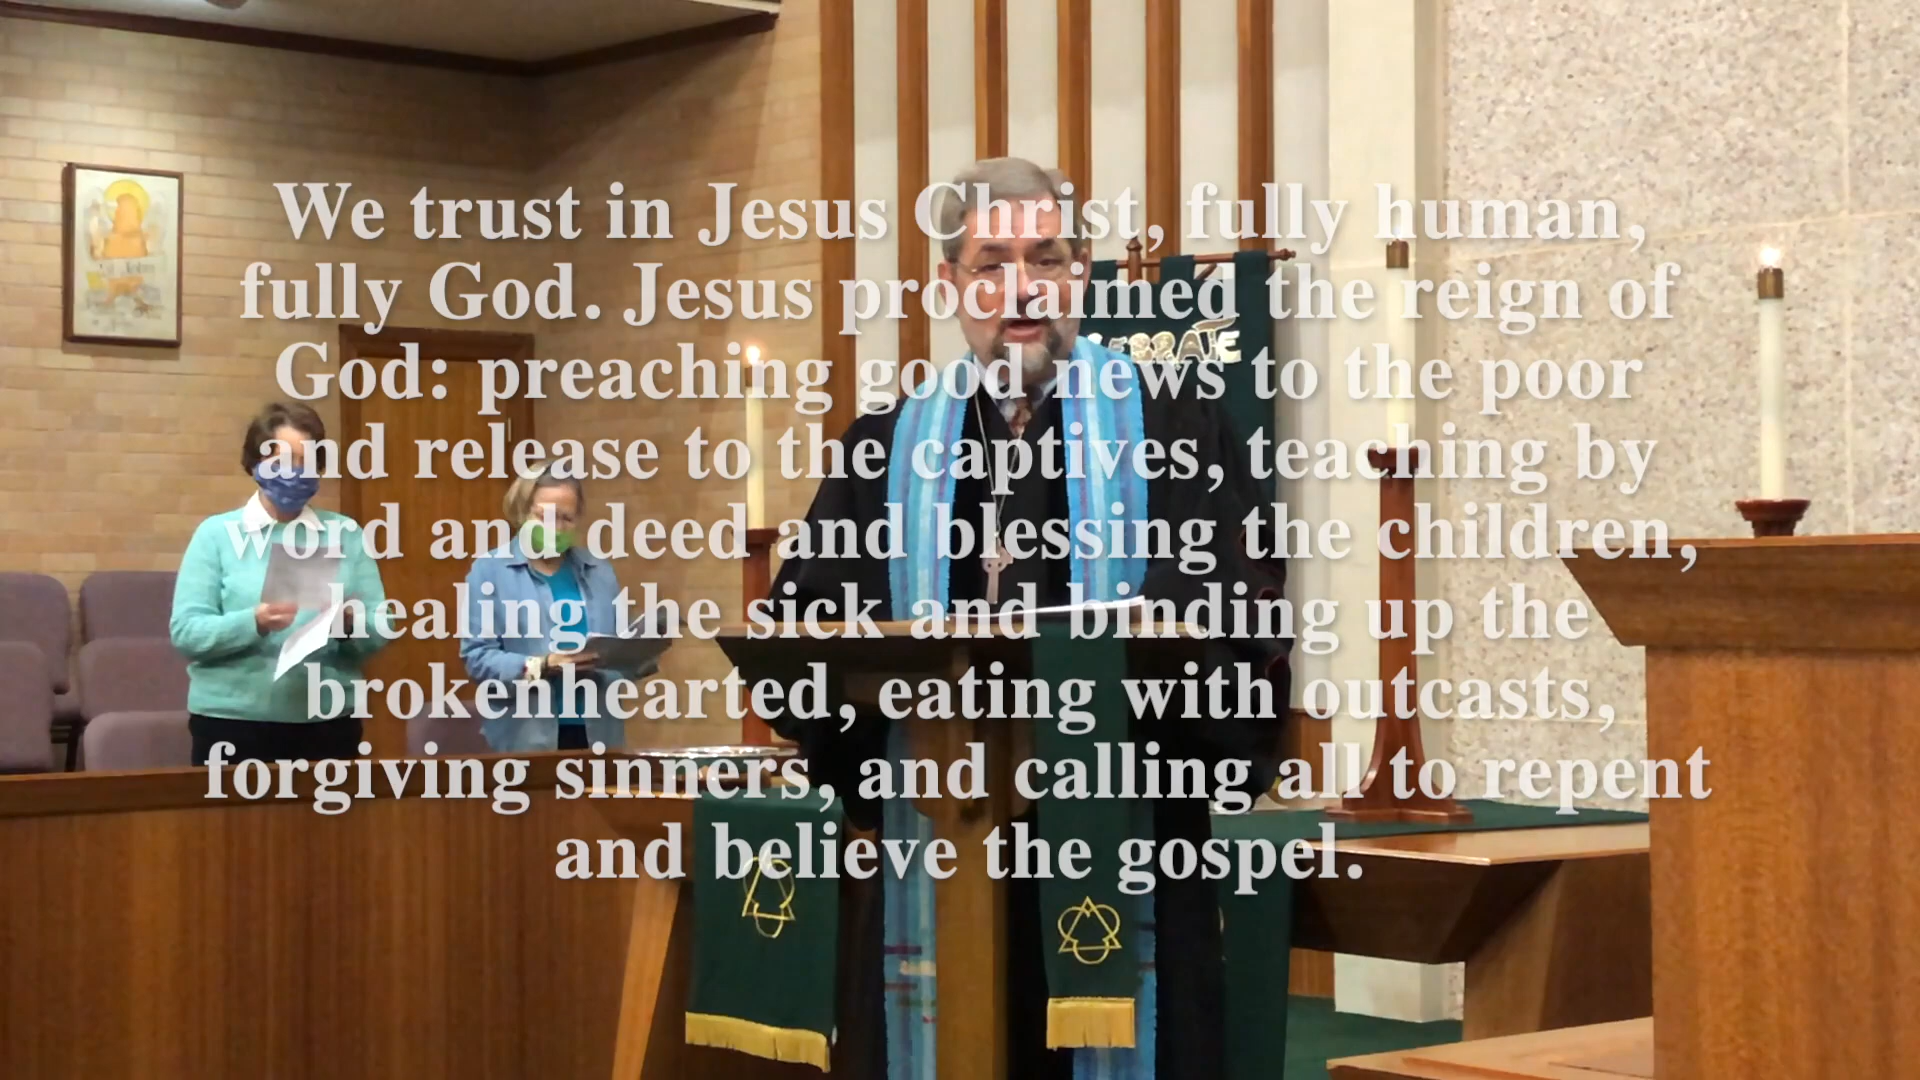 We trust in Jesus Christ, fully human,
fully God. Jesus proclaimed the reign of
God: preaching good news to the poor
and release to the captives, teaching by
word and deed and blessing the children,
healing the sick and binding up the
brokenhearted, eating with outcasts,
forgiving sinners, and calling all to repent
and believe the gospel.